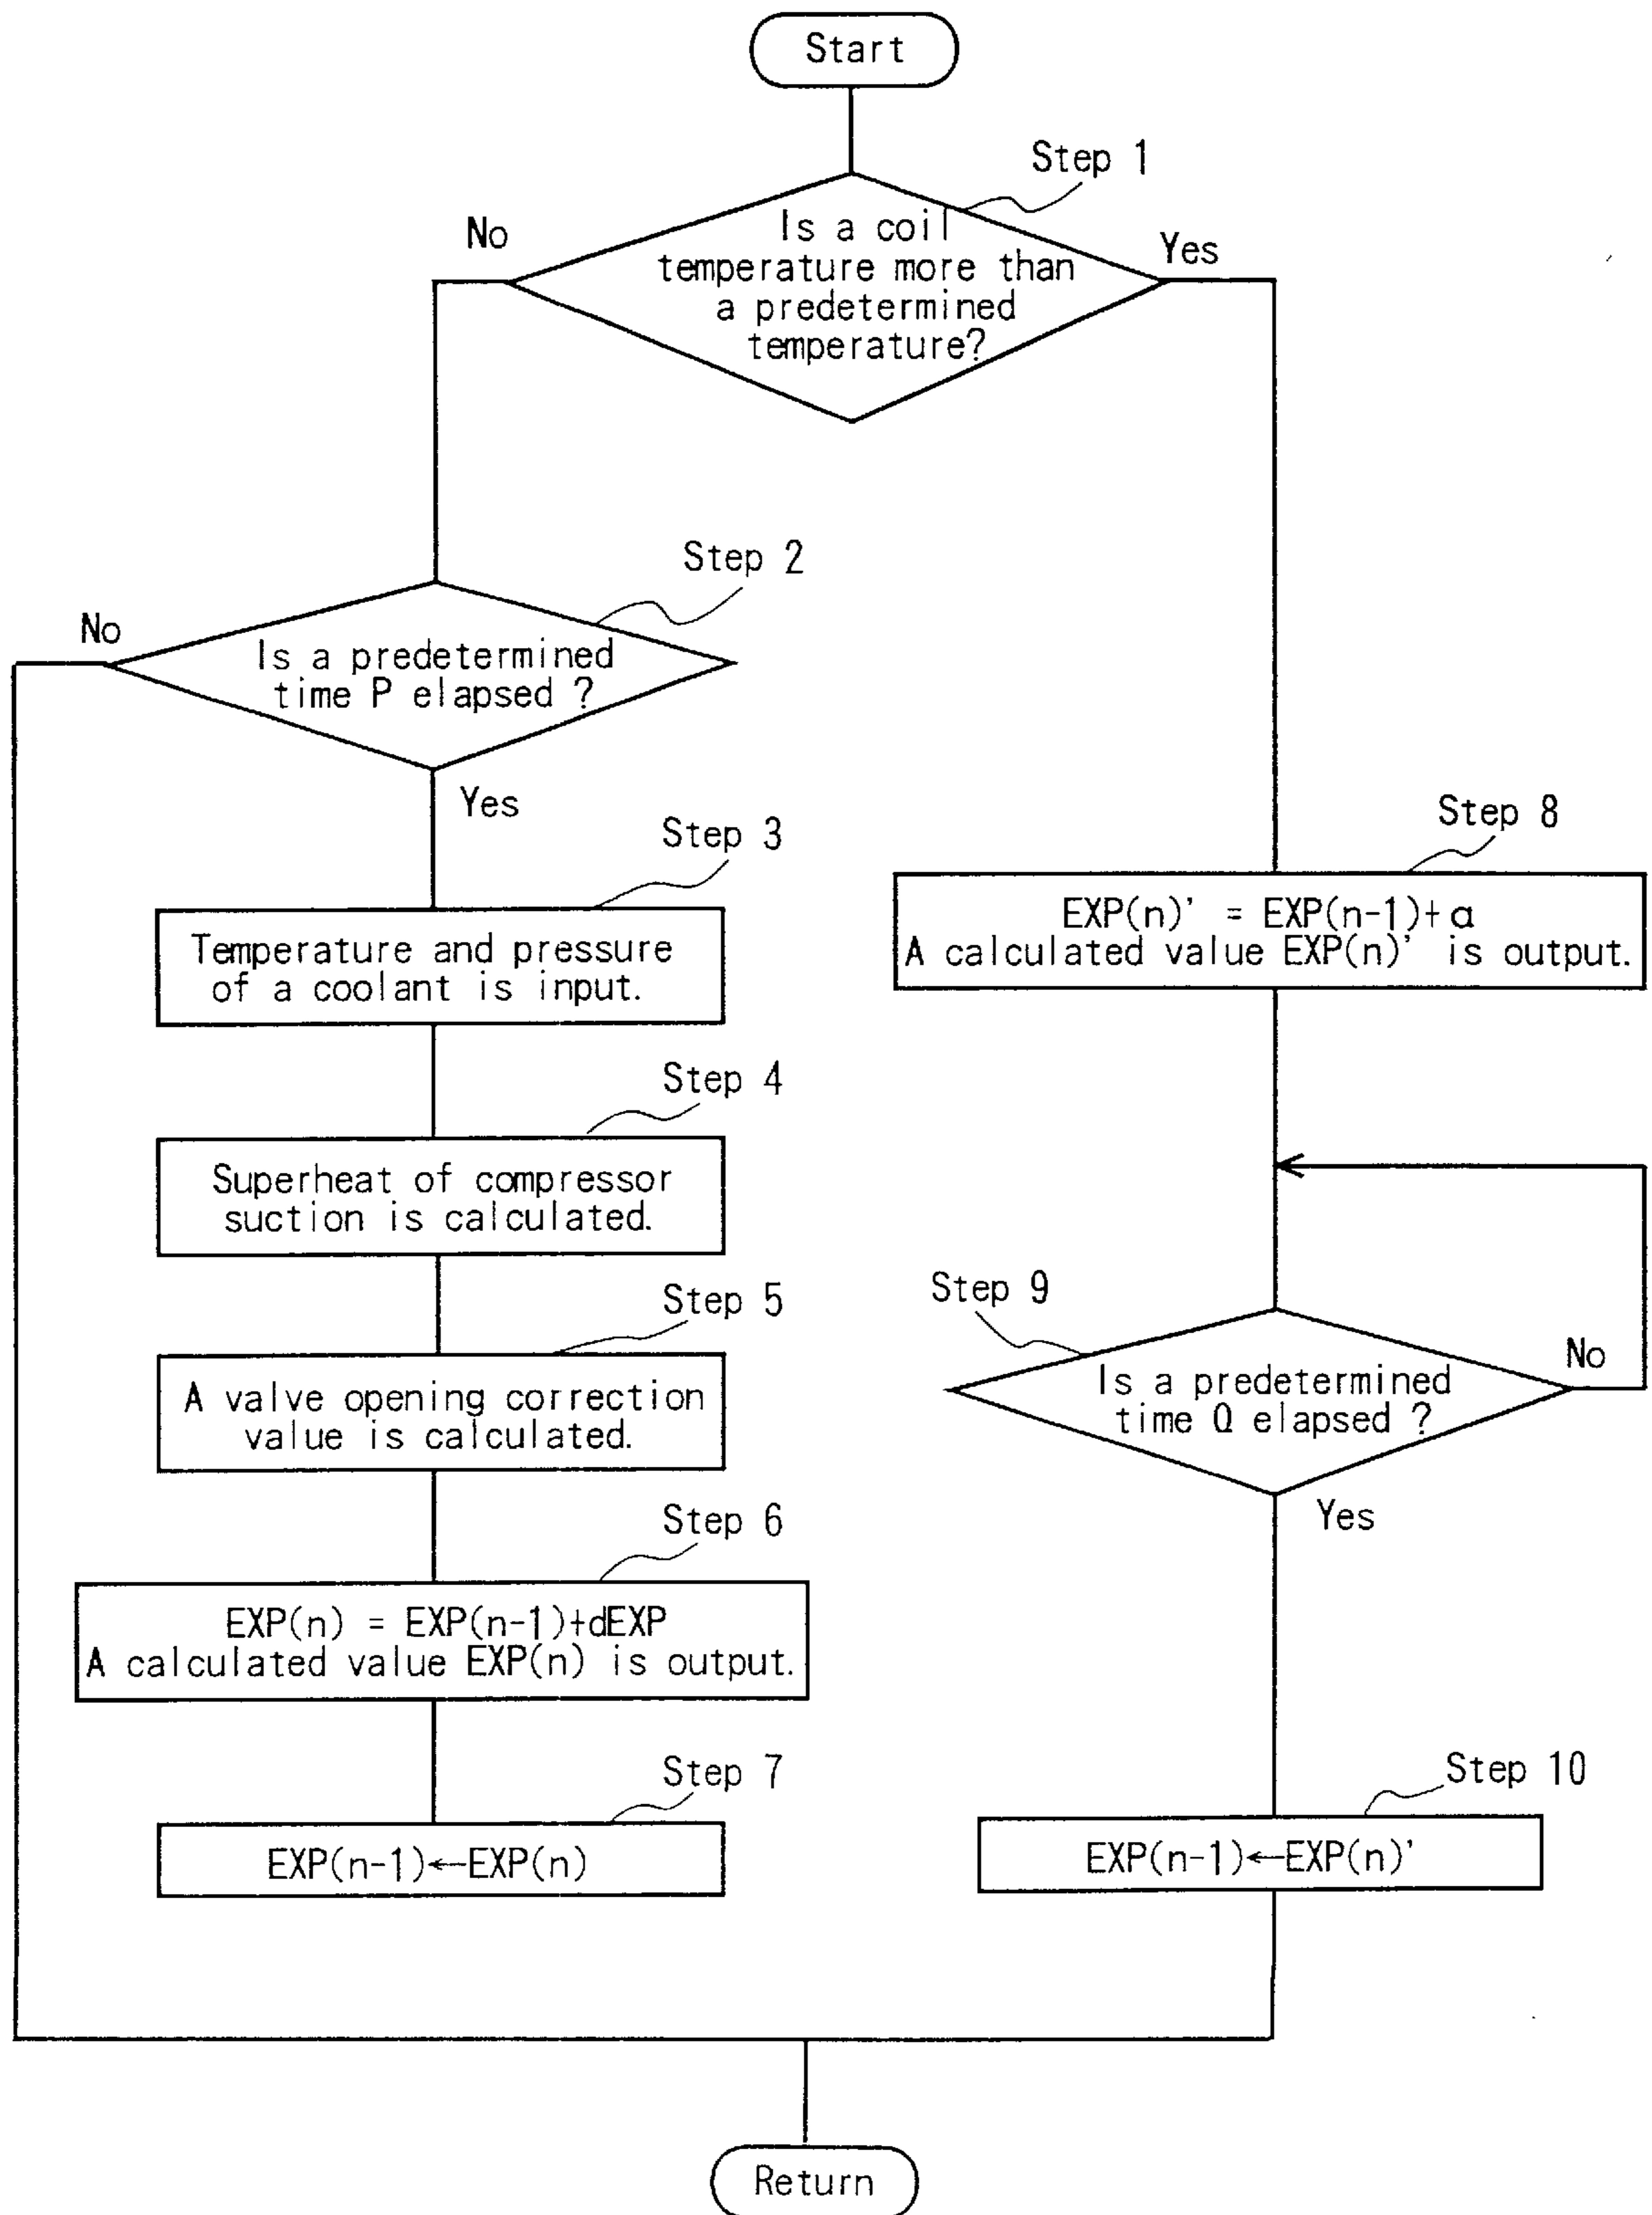 Start
Step 1
No
Is a coil
temperature more than
a predetermined
temperature?
Yes
Step 2
No
Is a predetermined
time P elapsed ?
Yes
Step 3
Temperature and pressure
of a coolant is input.
Step 4
Superheat of compressor
suction is calculated.
Step 5
A valve opening correction
value is calculated.
Step 6
EXP(n) = EXP(n-1)+dEXP
A calculated value EXP(n) is output.
Step 7
EXP(n-1)←EXP(n)
Step 8
EXP(n)' = EXP(n-1)+α
A calculated value EXP(n)' is output.
Step 9
Is a predetermined
time Q elapsed ?
No
Yes
Step 10
EXP(n-1)←EXP(n)'
Return